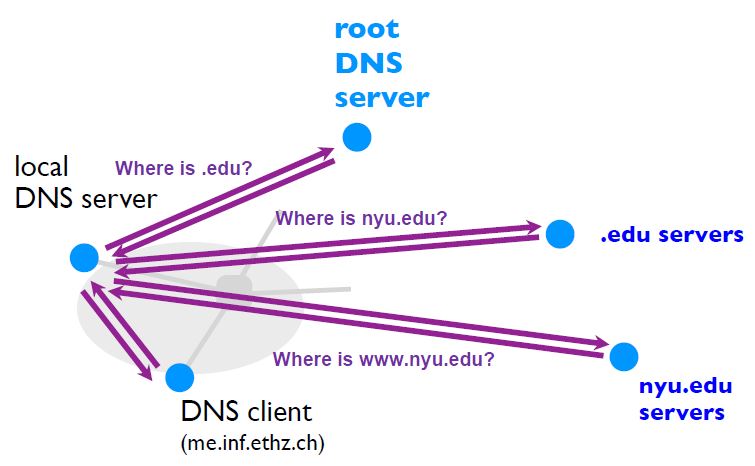 root
DNS
server
local
DNS server
Where is .edu?
Where is nyu.edu?
.edu servers
Where is www.nyu.edu?
nyu.edu
servers
DNS client
(me.inf.ethz.ch)